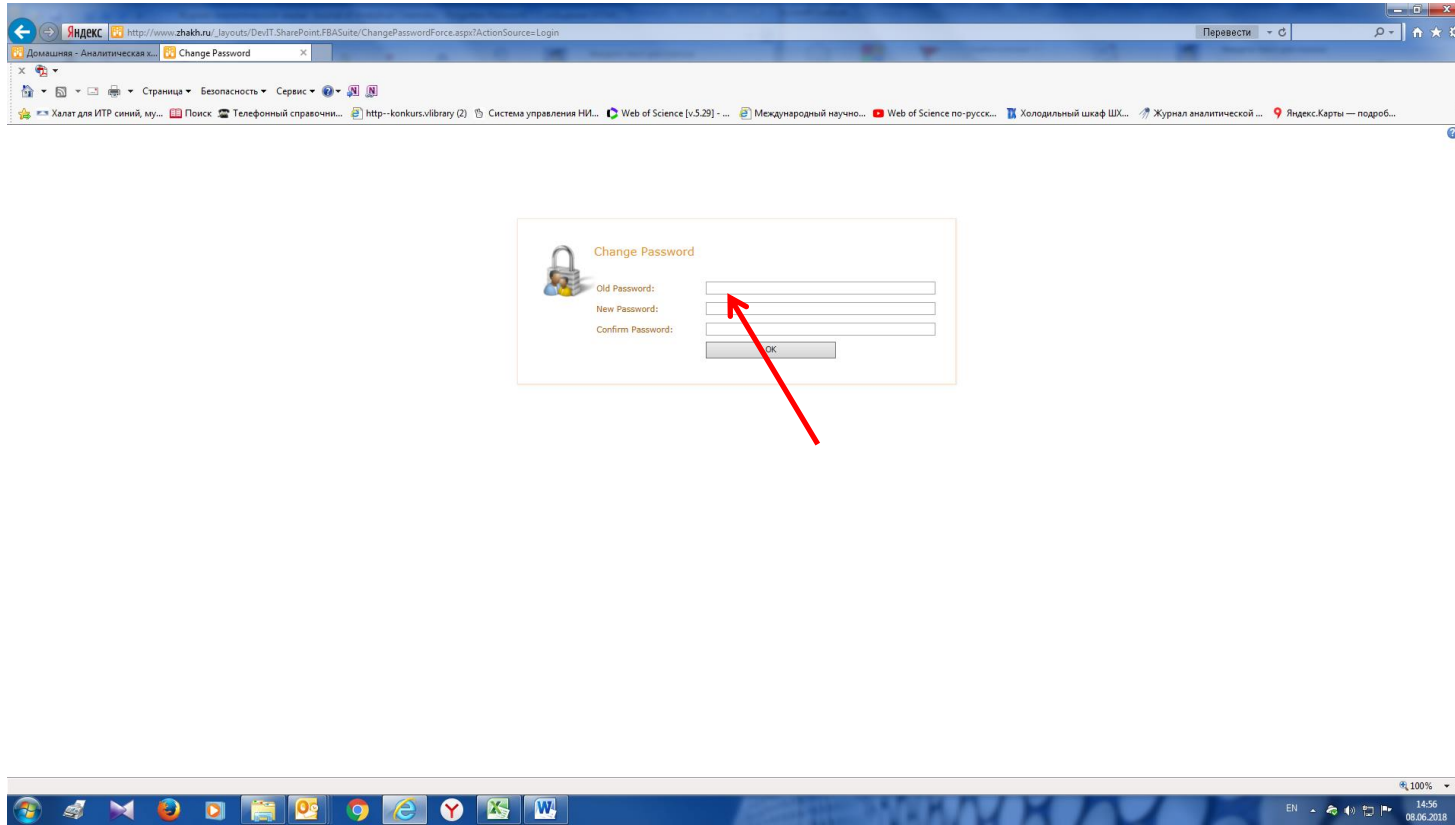 Яндекс http://www.zhakh.ru/_layouts/DevIT.SharePoint.FBASuite/ChangePasswordForce.aspx?ActionSource=Login Перевести
Домашняя - Аналитическая х... Change Password
Страница Безопасность Сервис
Халат для ИТР синий, му... Поиск Телефонный справочни... http--konkurs.vlibrary (2) Система управления НИ... Web of Science [v.5.29] - ... Международный научно... Web of Science по-русск... Холодильный шкаф ШХ... Журнал аналитической ... Яндекс.Карты — подроб...
Change Password
Old Password:
New Password:
Confirm Password:
OK
100%
EN 14:56
08.06.2018